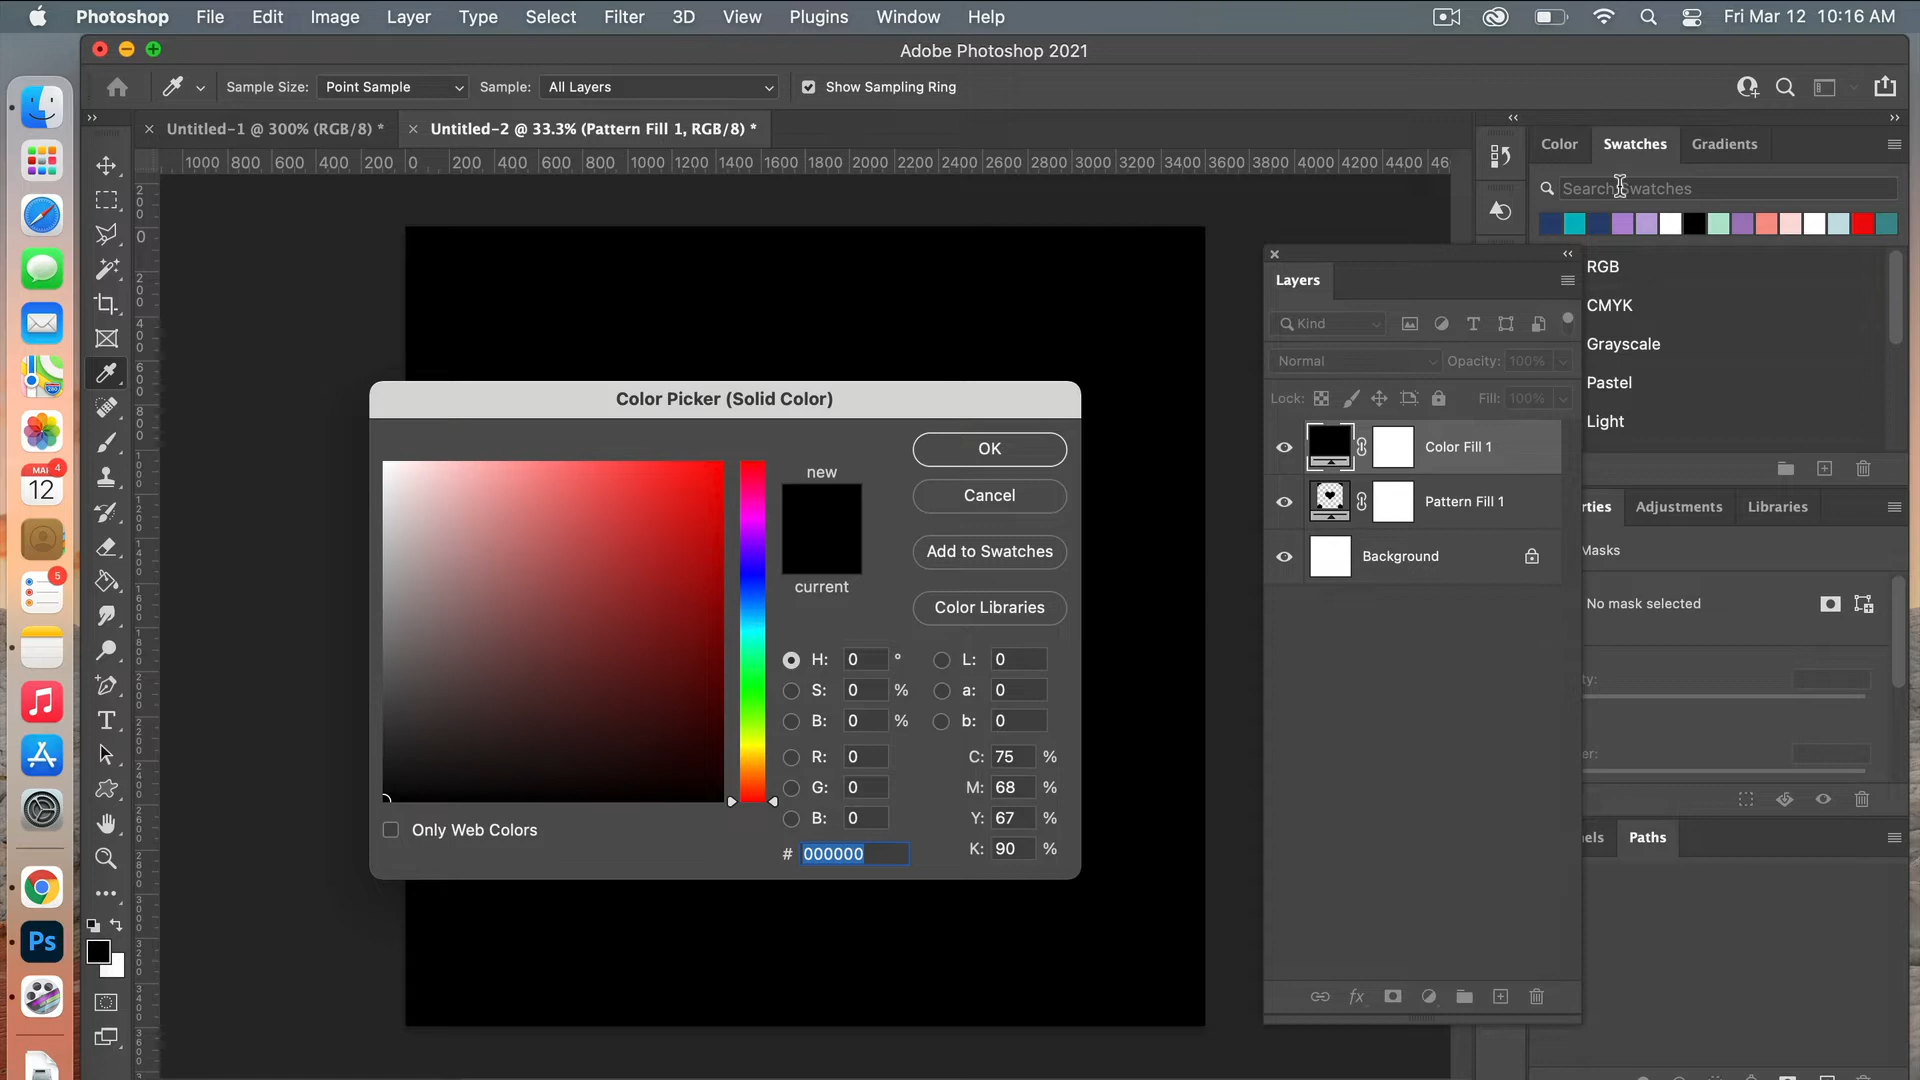 Photoshop File Edit Image Layer Type Select Filter 3D View Plugins Window Help Fri Mar 12 10:16 AM
Adobe Photoshop 2021
Sample Size: Point Sample Sample: All Layers Show Sampling Ring
Untitled-1 @ 300% (RGB/8) * Untitled-2 @ 33.3% (Pattern Fill 1, RGB/8) *
1000 800 600 400 200 0 200 400 600 800 1000 1200 1400 1600 1800 2000 2200 2400 2600 2800 3000 3200 3400 3600 3800 4000 4200 4400
Color Swatches Gradients
Search Swatches
RGB
CMYK
Grayscale
Pastel
Light
Layers
Kind
Normal Opacity: 100%
Lock: Fill: 100%
Color Fill 1
Pattern Fill 1
Background
Color Picker (Solid Color)
new
current
OK
Cancel
Add to Swatches
Color Libraries
H: 0 ° L: 0
S: 0 % a: 0
B: 0 % b: 0
R: 0 C: 75 %
G: 0 M: 68 %
B: 0 Y: 67 %
# 000000 K: 90 %
Only Web Colors
rties Adjustments Libraries
Masks
No mask selected
ty:
er:
nels Paths
MAR 4
12
5
Ps